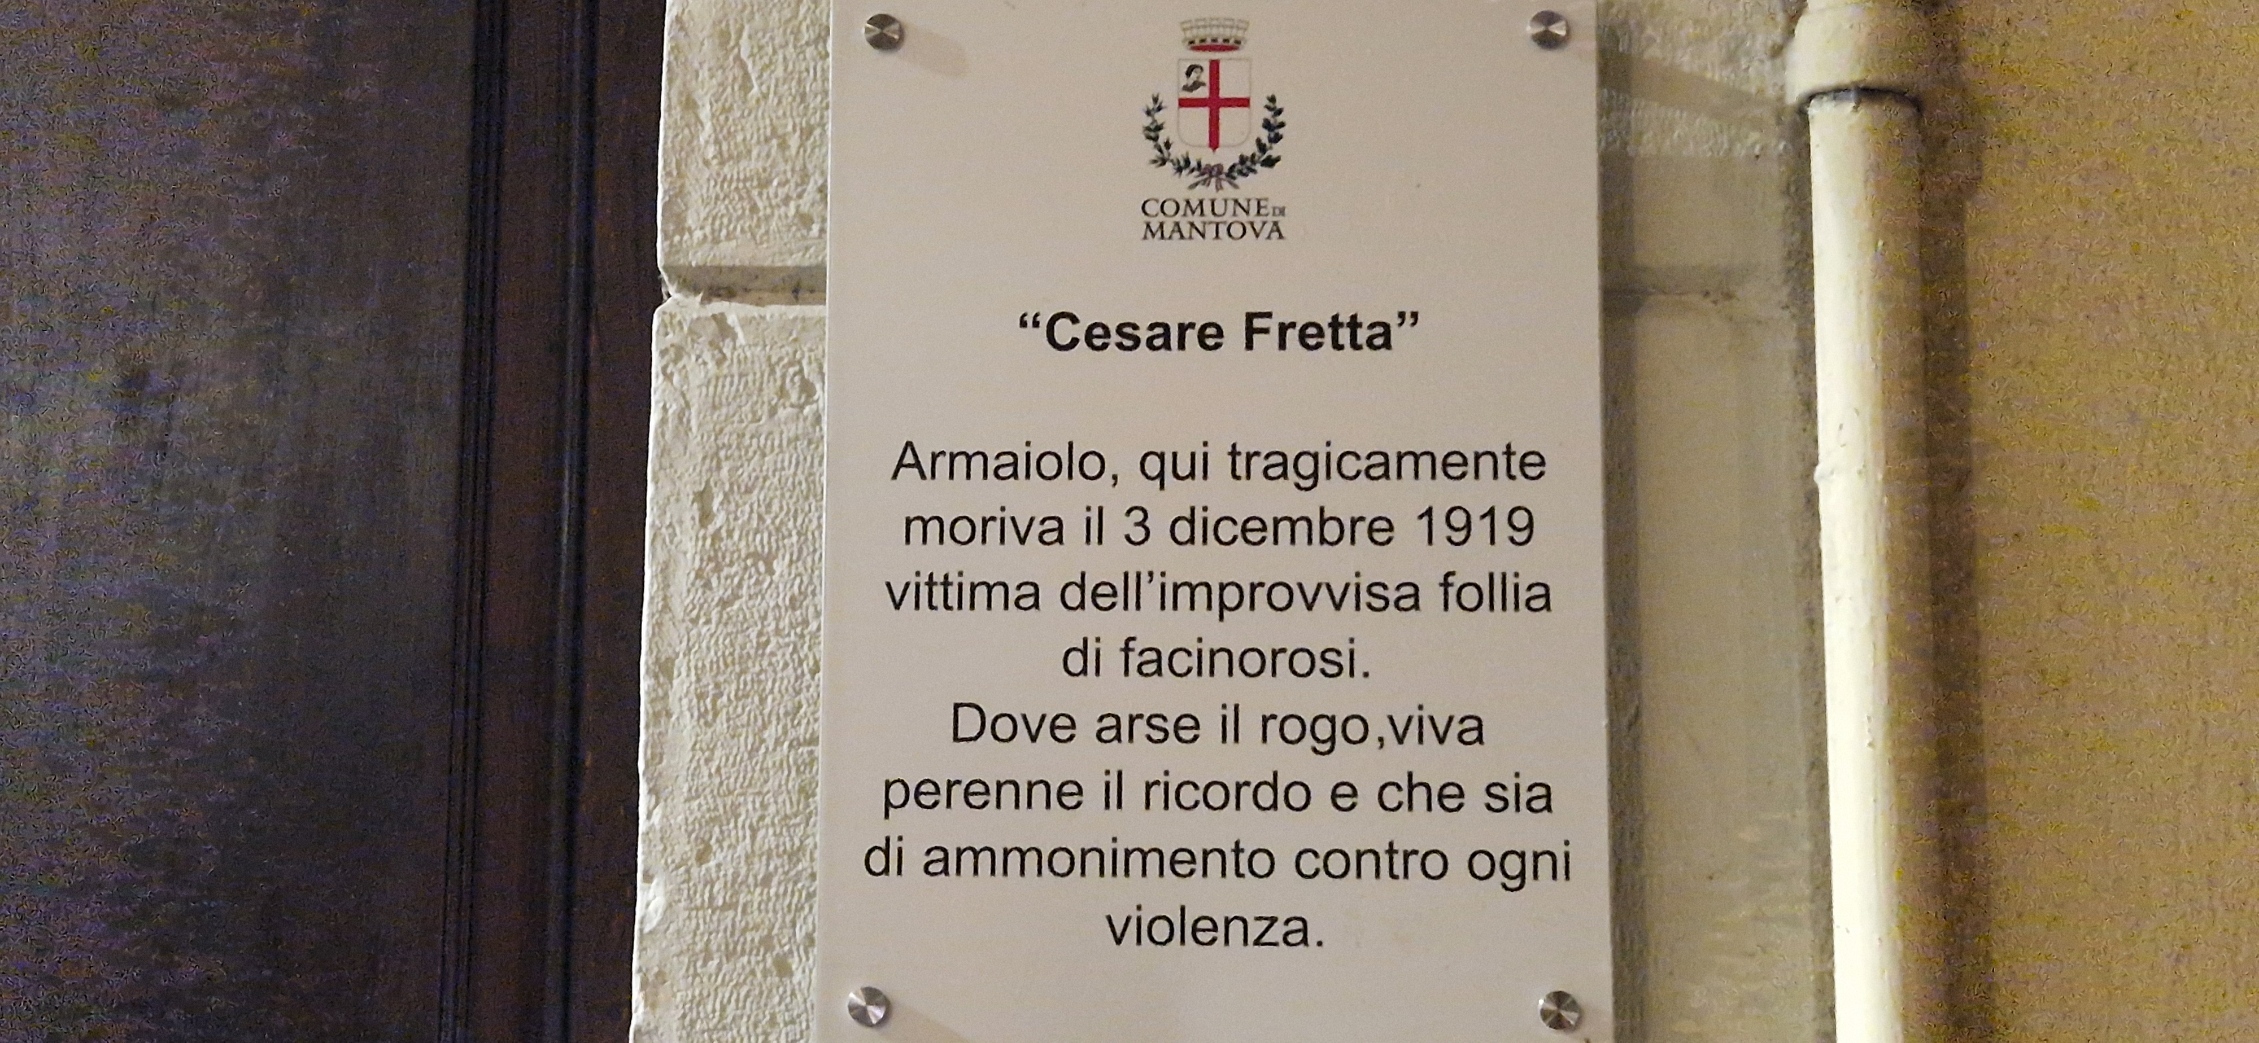 COMUNE DI
MANTOVA
“Cesare Fretta”
Armaiolo, qui tragicamente
moriva il 3 dicembre 1919
vittima dell’improvvisa follia
di facinorosi.
Dove arse il rogo,viva
perenne il ricordo e che sia
di ammonimento contro ogni
violenza.